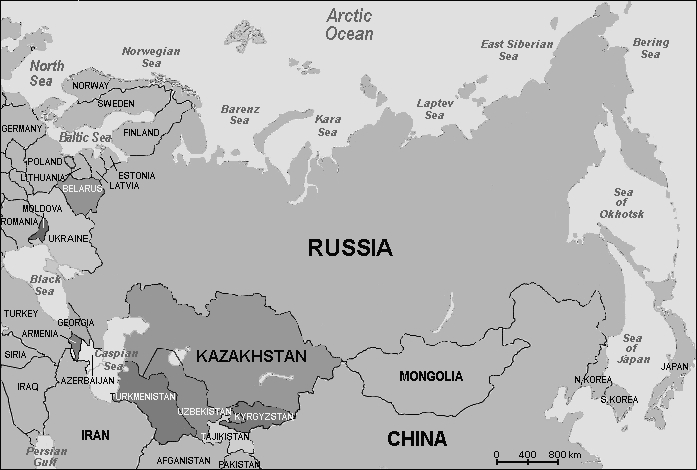 Arctic
Ocean
Norwegian
Sea
East Siberian
Sea
Bering
Sea
North
Sea
NORWAY
SWEDEN
Barenz
Sea
Kara
Sea
Laptev
Sea
GERMANY
Baltic Sea
FINLAND
POLAND
LITHUANIA
ESTONIA
LATVIA
BELARUS
MOLDOVA
ROMANIA
UKRAINE
Sea
of
Okhotsk
RUSSIA
Black
Sea
TURKEY
GEORGIA
ARMENIA
SIRIA
Caspian
Sea
AZERBAIJAN
KAZAKHSTAN
MONGOLIA
Sea
of
Japan
JAPAN
N,KOREA
S,KOREA
IRAQ
TURKMENISTAN
UZBEKISTAN
KYRGYZSTAN
TAJIKISTAN
IRAN
CHINA
Persian
Guff
AFGANISTAN
PAKISTAN
0 400 800 km